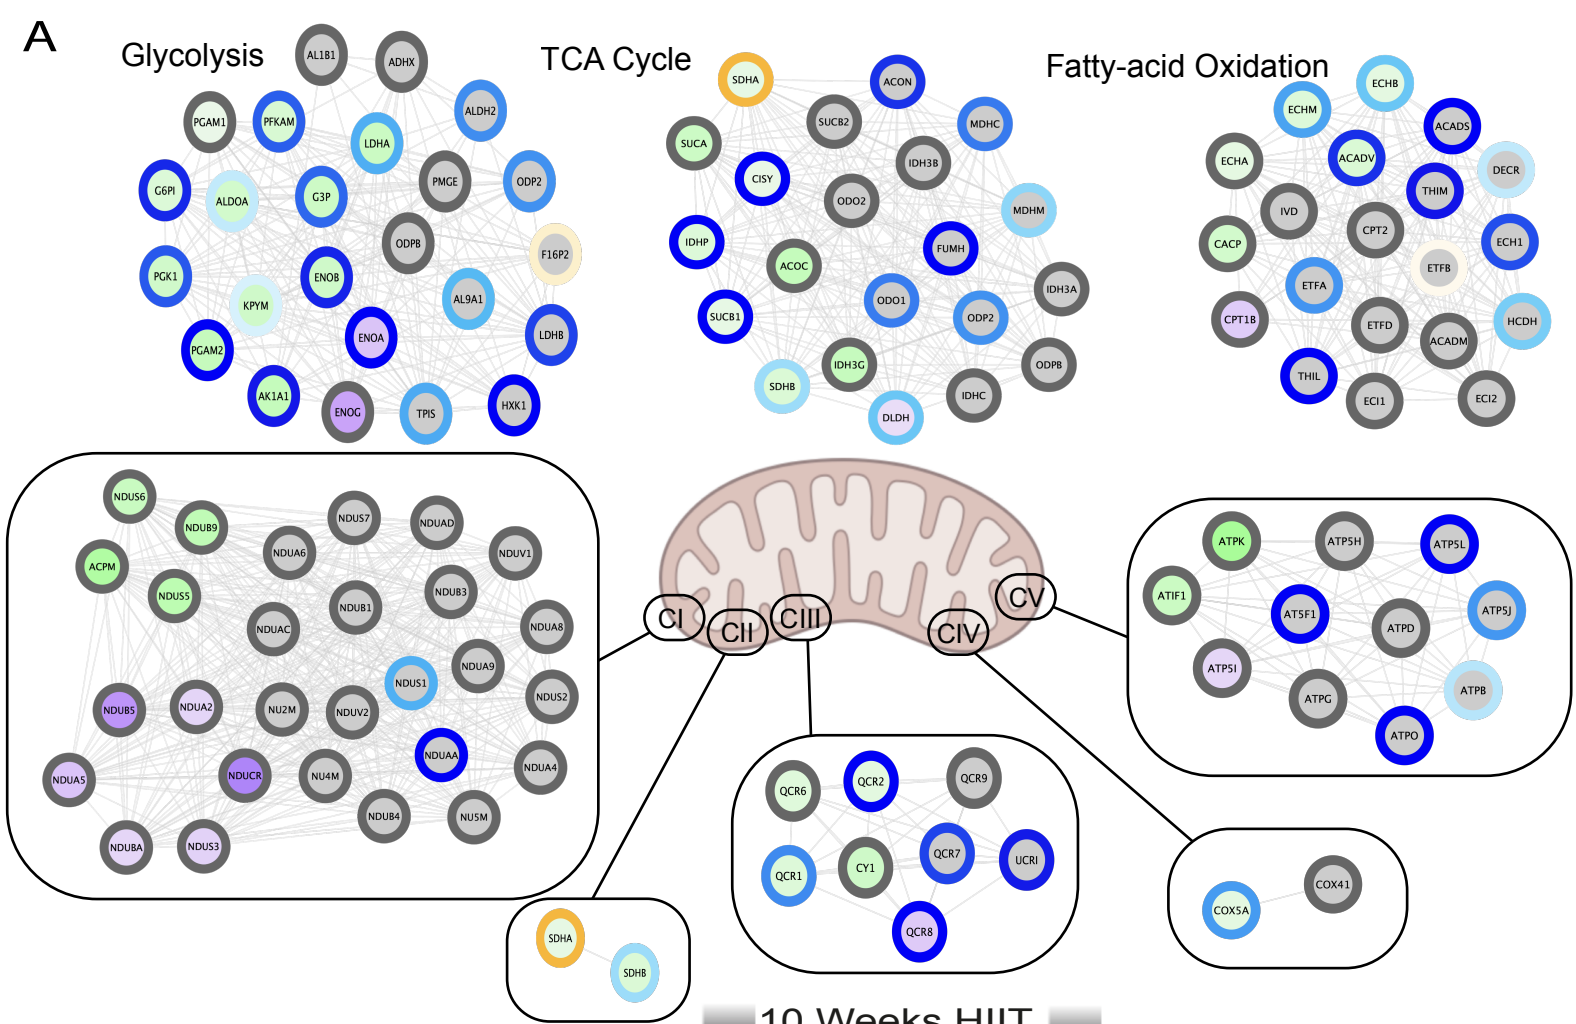 A
Glycolysis
TCA Cycle
Fatty-acid Oxidation
AL1B1
ADHX
PGAM1
PFKAM
ALDH2
LDHA
G6PI
ALDOA
G3P
PMGE
ODP2
ODPB
F16P2
PGK1
ENOB
KPYM
AL9A1
PGAM2
ENOA
LDHB
AK1A1
ENOG
TPIS
HXK1
SDHA
ACON
SUCB2
MDHC
SUCA
IDH3B
CISY
ODO2
MDHM
IDHP
FUMH
ACOC
ODO1
IDH3A
SUCB1
ODP2
IDH3G
ODPB
SDHB
IDHC
DLDH
ECHB
ECHM
ACADS
ECHA
ACADV
DECR
THIM
IVD
CACP
CPT2
ECH1
ETFB
ETFA
CPT1B
ETFD
HCDH
ACADM
THIL
ECI1
ECI2
NDUS6
NDUB9
NDUS7
NDUAD
NDUA6
NDUV1
ACPM
NDUS5
NDUB1
NDUB3
NDUAC
NDUA8
NDUA9
NDUS1
NDUS2
NDUB5
NDUA2
NU2M
NDUV2
NDUAA
NDUA5
NDUCR
NU4M
NDUA4
NDUB4
NU5M
NDUBA
NDUS3
CI
CII
CIII
CIV
CV
ATPK
ATP5H
ATP5L
ATIF1
AT5F1
ATPD
ATP5J
ATP5I
ATPG
ATPB
ATPO
QCR6
QCR2
QCR9
QCR1
CY1
QCR7
UCRI
QCR8
COX5A
COX41
SDHA
SDHB
10 Weeks HIIT